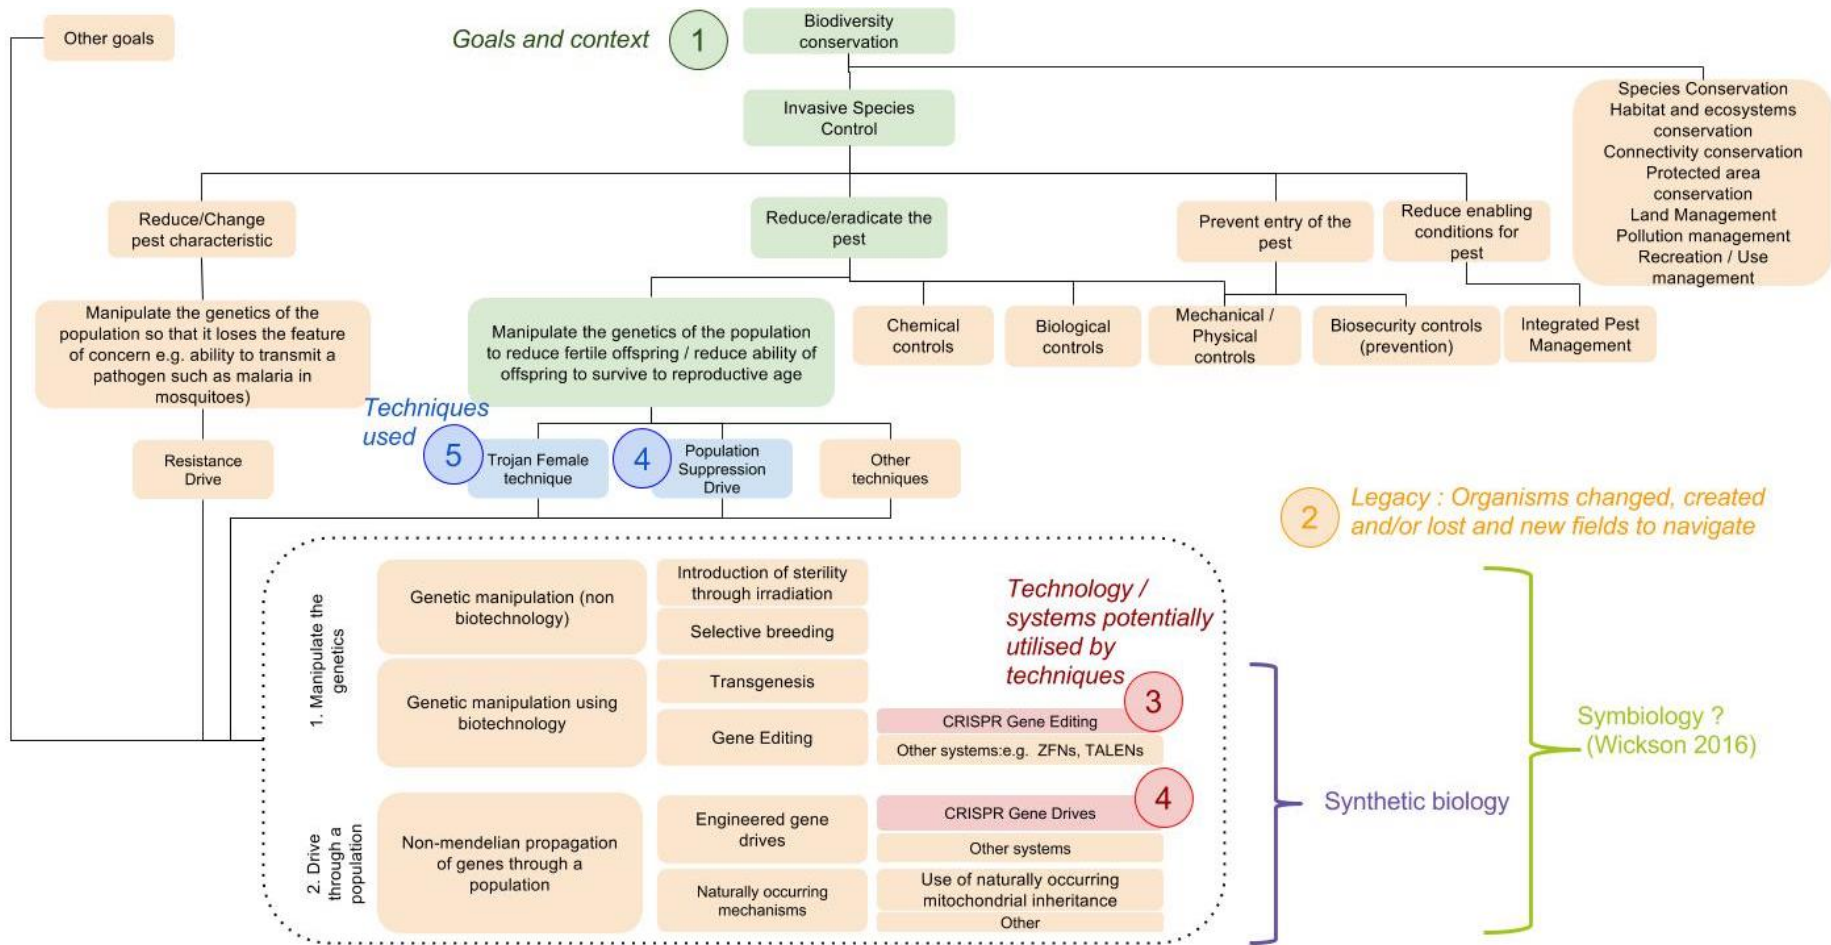 Other goals
Goals and context
1
Biodiversity
conservation
Invasive Species
Control
Species Conservation
Habitat and ecosystems
conservation
Connectivity conservation
Protected area
conservation
Land Management
Pollution management
Recreation / Use
management
Reduce/Change
pest characteristic
Reduce/eradicate the
pest
Prevent entry of the
pest
Reduce enabling
conditions for
pest
Manipulate the genetics of the
population so that it loses the feature
of concern e.g. ability to transmit a
pathogen such as malaria in
mosquitoes)
Manipulate the genetics of the population
to reduce fertile offspring / reduce ability of
offspring to survive to reproductive age
Chemical
controls
Biological
controls
Mechanical /
Physical
controls
Biosecurity controls
(prevention)
Integrated Pest
Management
Techniques
used
Resistance
Drive
5
Trojan Female
technique
4
Population
Suppression
Drive
Other
techniques
2
Legacy : Organisms changed, created
and/or lost and new fields to navigate
1. Manipulate the
genetics
Genetic manipulation (non
biotechnology)
Introduction of sterility
through irradiation
Selective breeding
Technology /
systems potentially
utilised by
techniques
Genetic manipulation using
biotechnology
Transgenesis
Gene Editing
3
CRISPR Gene Editing
Other systems:e.g. ZFNs, TALENs
2. Drive
through a
population
Non-mendelian propagation
of genes through a
population
Engineered gene
drives
4
CRISPR Gene Drives
Other systems
Naturally occurring
mechanisms
Use of naturally occurring
mitochondrial inheritance
Other
Synthetic biology
Symbiology ?
(Wickson 2016)